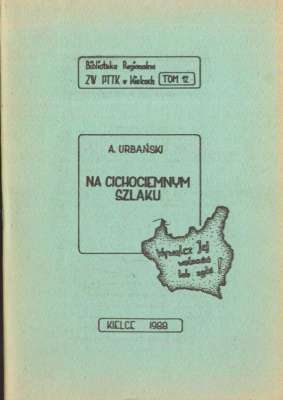 Biblioteka Regionalna
ZW PTTK w Kielcach TOM 12
A. URBAŃSKI
NA CICHOCIEMNYM
SZLAKU
Wywalcz Jej
wolność
lub zgiń!
KIELCE 1988